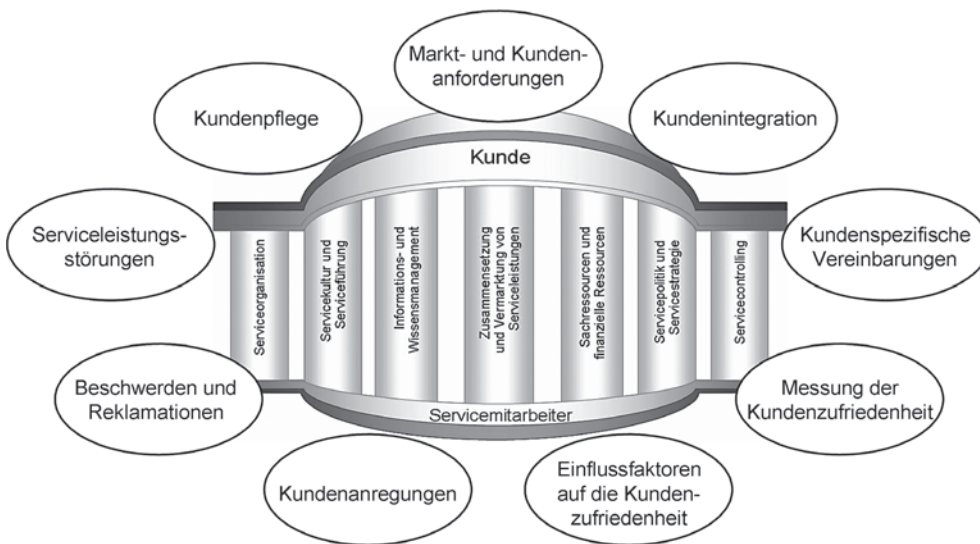 Markt- und Kunden-
anforderungen
Kundenpflege
Kundenintegration
Kunde
Serviceleistungs-
störungen
Kundenspezifische
Vereinbarungen
Serviceorganisation
Servicekultur und
Serviceführung
Informations- und
Wissensmanagement
Zusammensetzung
und Vermarktung von
Serviceleistungen
Sachressourcen und
finanzielle Ressourcen
Servicepolitik und
Servicestrategie
Servicecontrolling
Beschwerden und
Reklamationen
Messung der
Kundenzufriedenheit
Servicemitarbeiter
Kundenanregungen
Einflussfaktoren
auf die Kunden-
zufriedenheit